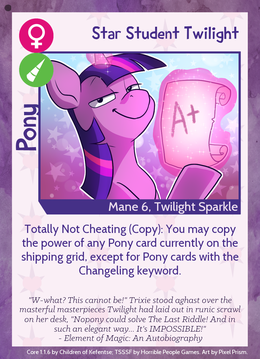 Star Student Twilight
A+
Pony
Mane 6, Twilight Sparkle
Totally Not Cheating (Copy): You may copy
the power of any Pony card currently on the
shipping grid, except for Pony cards with the
Changeling keyword.
"W-what? This cannot be!" Trixie stood aghast over the
masterful masterpieces Twilight had laid out in runic scrawl
on her desk, "Napony could solve The Last Riddle! And in
such an elegant way... It's IMPOSSIBLE!"
- Element of Magic: An Autobiography
Core 1.1.6 by Children of Kefentse; TSSSF by Horrible People Games. Art by Pixel Prism.